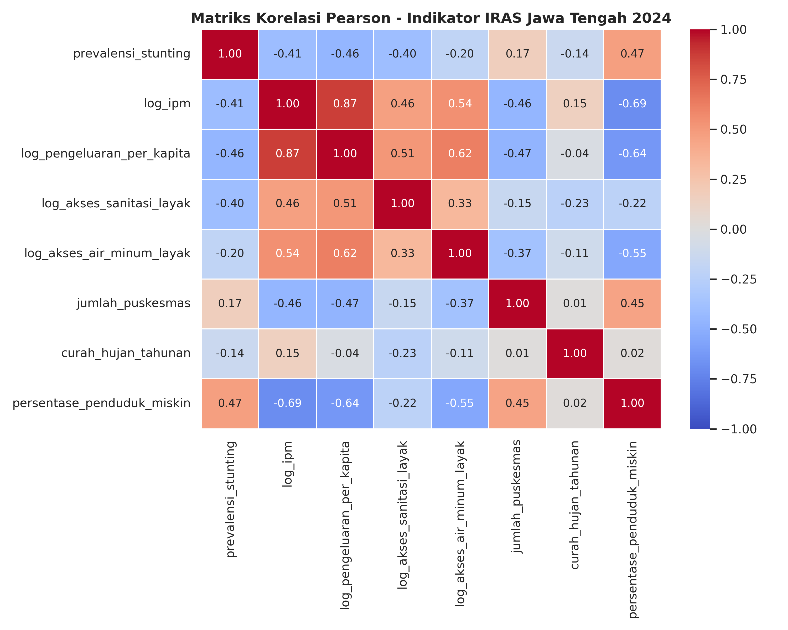 Matriks Korelasi Pearson - Indikator IRAS Jawa Tengah 2024
prevalensi_stunting 1.00 -0.41 -0.46 -0.40 -0.20 0.17 -0.14 0.47
log_ipm -0.41 1.00 0.87 0.46 0.54 -0.46 0.15 -0.69
log_pengeluaran_per_kapita -0.46 0.87 1.00 0.51 0.62 -0.47 -0.04 -0.64
log_akses_sanitasi_layak -0.40 0.46 0.51 1.00 0.33 -0.15 -0.23 -0.22
log_akses_air_minum_layak -0.20 0.54 0.62 0.33 1.00 -0.37 -0.11 -0.55
jumlah_puskesmas 0.17 -0.46 -0.47 -0.15 -0.37 1.00 0.01 0.45
curah_hujan_tahunan -0.14 0.15 -0.04 -0.23 -0.11 0.01 1.00 0.02
persentase_penduduk_miskin 0.47 -0.69 -0.64 -0.22 -0.55 0.45 0.02 1.00
prevalensi_stunting
log_ipm
log_pengeluaran_per_kapita
log_akses_sanitasi_layak
log_akses_air_minum_layak
jumlah_puskesmas
curah_hujan_tahunan
persentase_penduduk_miskin
1.00
0.75
0.50
0.25
0.00
−0.25
−0.50
−0.75
−1.00